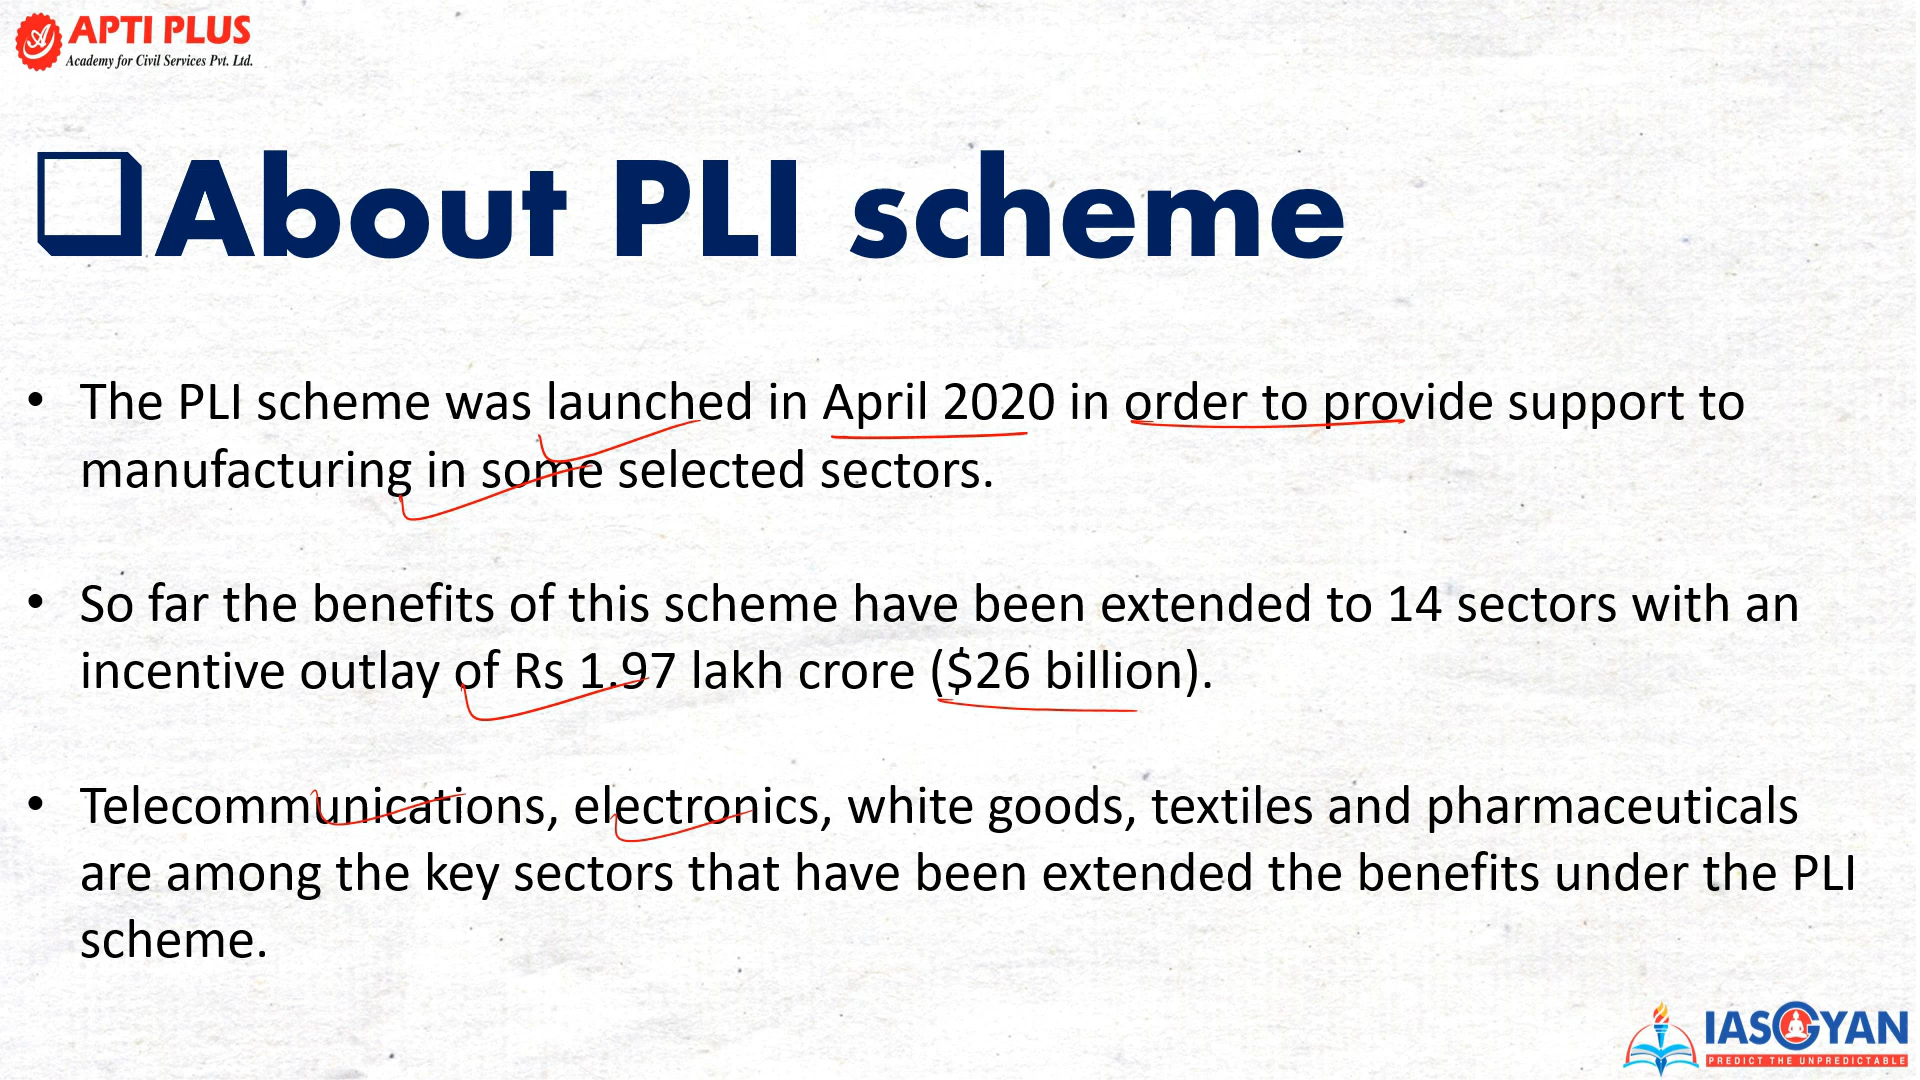 APTI PLUS
Academy for Civil Services Pvt. Ltd.
About PLI scheme
• The PLI scheme was launched in April 2020 in order to provide support to
manufacturing in some selected sectors.
• So far the benefits of this scheme have been extended to 14 sectors with an
incentive outlay of Rs 1.97 lakh crore ($26 billion).
• Telecommunications, electronics, white goods, textiles and pharmaceuticals
are among the key sectors that have been extended the benefits under the PLI
scheme.
IASGYAN
PREDICT THE UNPREDICTABLE